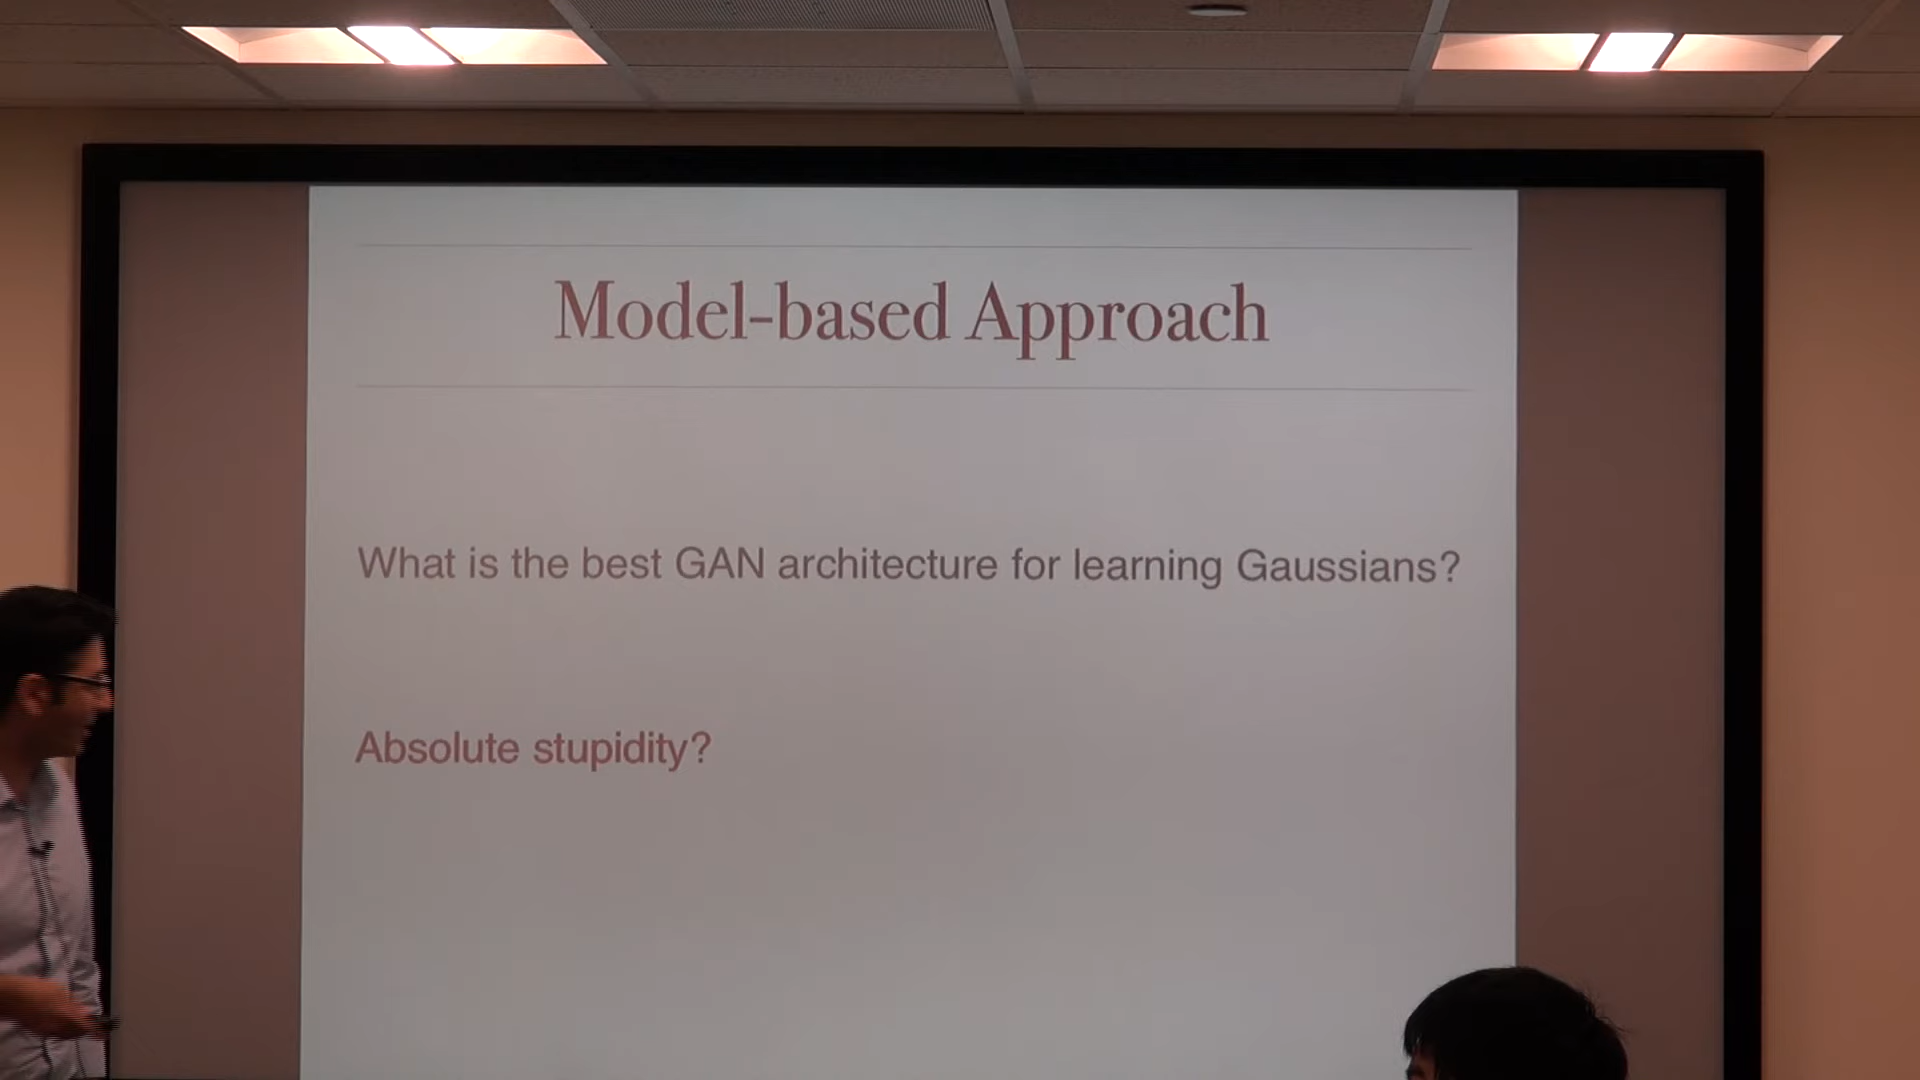 Model-based Approach
What is the best GAN architecture for learning Gaussians?
Absolute stupidity?